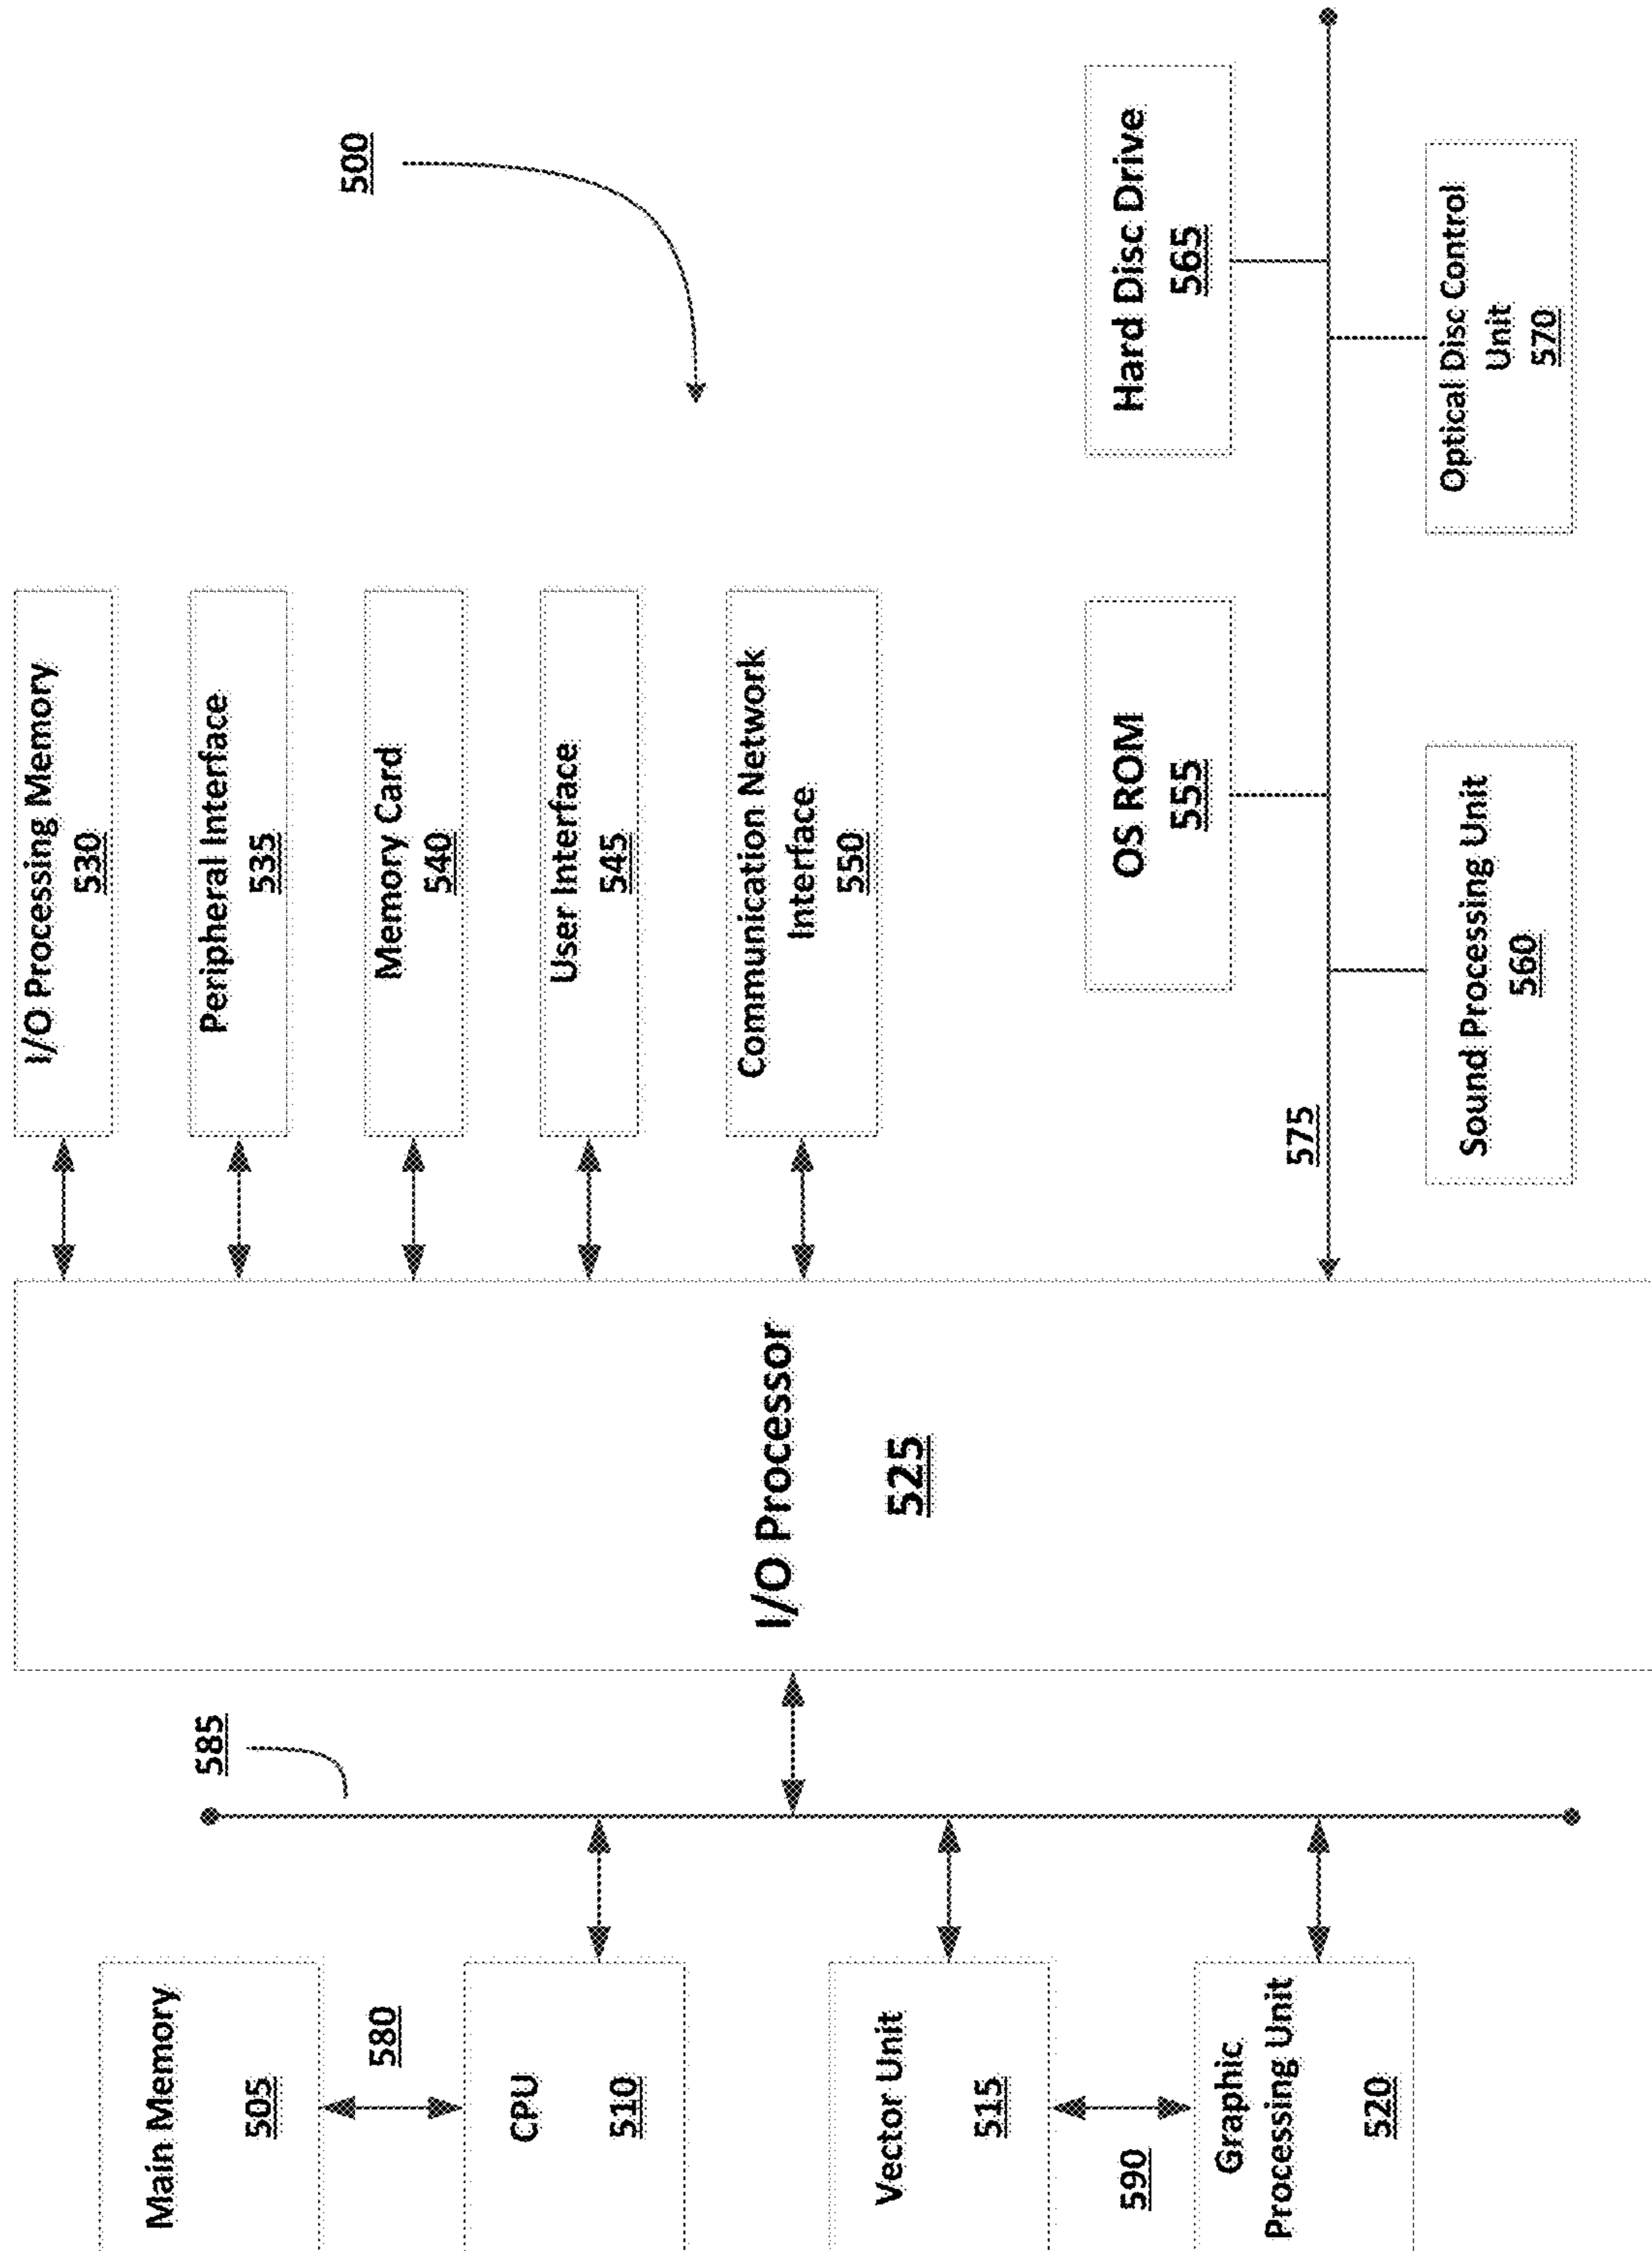 500
Main Memory
505
580
CPU
510
Vector Unit
515
590
Graphic
Processing Unit
520
585
I/O Processor
525
I/O Processing Memory
530
Peripheral Interface
535
Memory Card
540
User Interface
545
Communication Network
Interface
550
575
OS ROM
555
Hard Disc Drive
565
Sound Processing Unit
560
Optical Disc Control
Unit
570